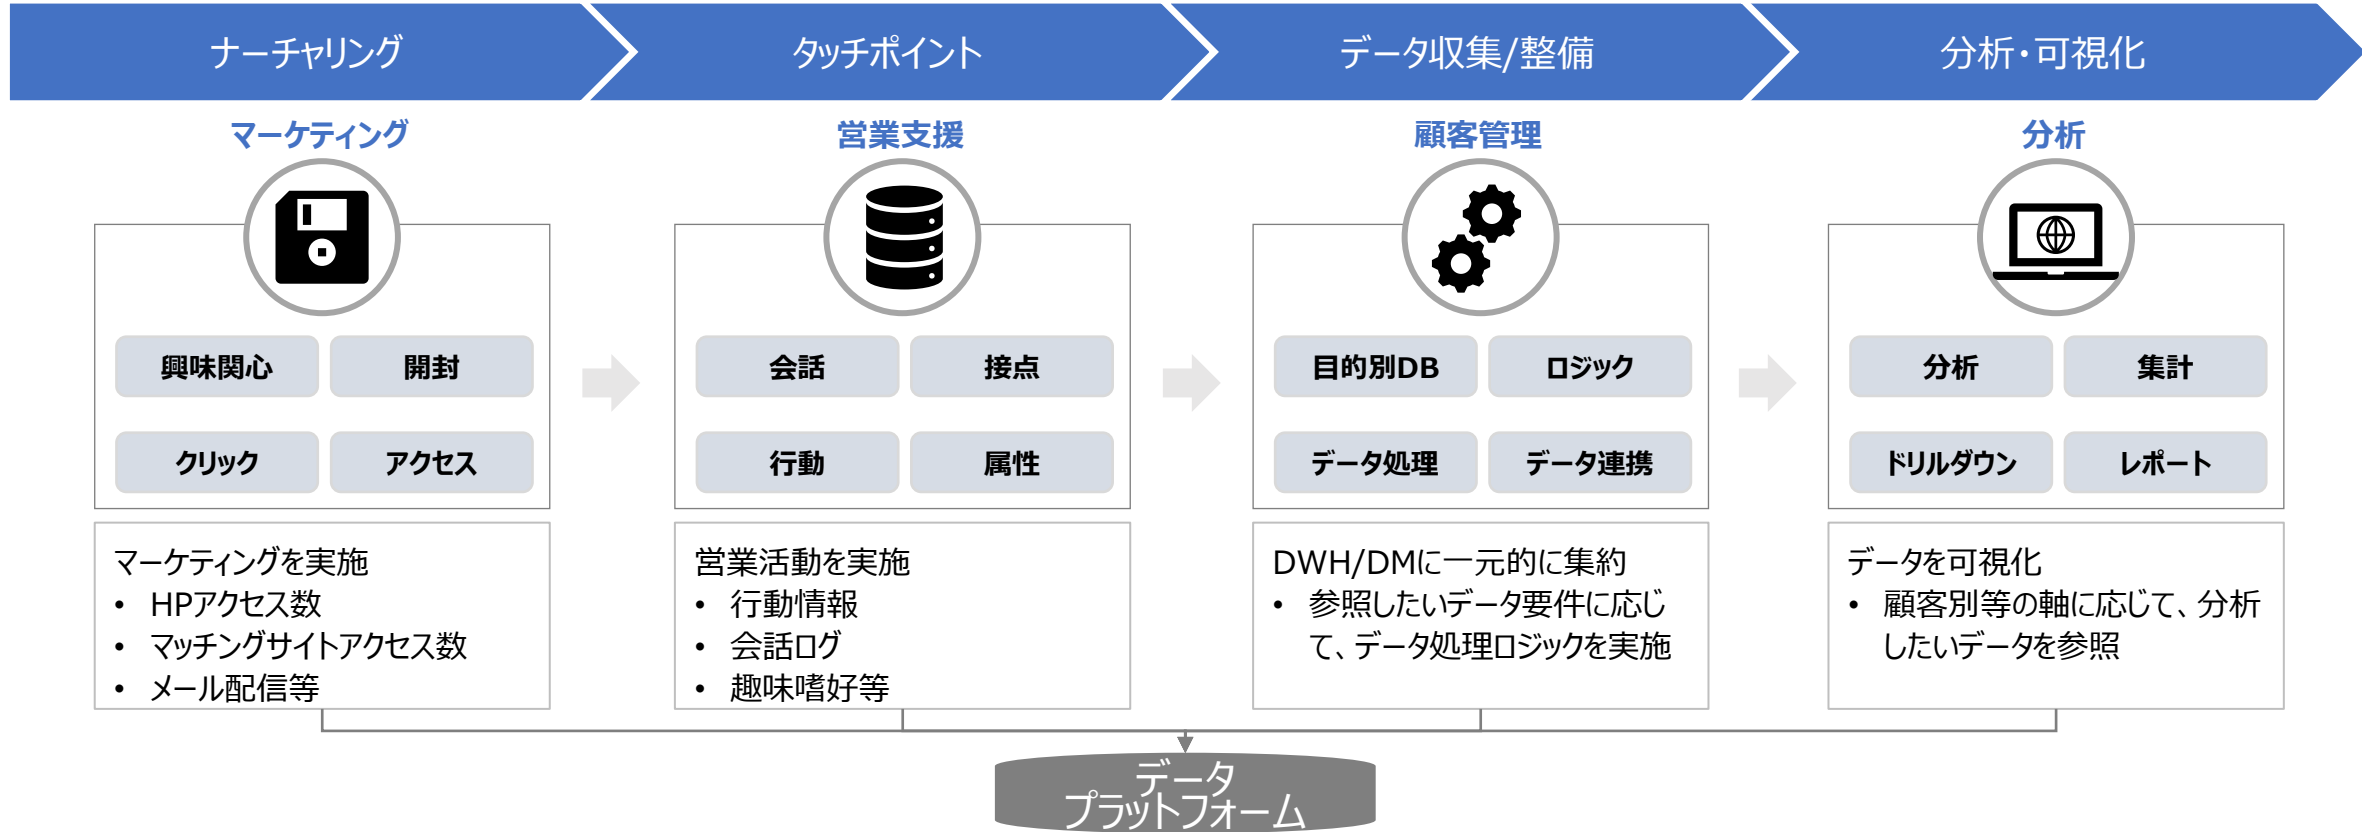 ナーチャリング
タッチポイント
データ収集/整備
分析・可視化
マーケティング
営業支援
顧客管理
分析
興味関心
開封
クリック
アクセス
会話
接点
行動
属性
目的別DB
ロジック
データ処理
データ連携
分析
集計
ドリルダウン
レポート
マーケティングを実施
• HPアクセス数
• マッチングサイトアクセス数
• メール配信等
営業活動を実施
• 行動情報
• 会話ログ
• 趣味嗜好等
DWH/DMに一元的に集約
• 参照したいデータ要件に応じ
て、データ処理ロジックを実施
データを可視化
• 顧客別等の軸に応じて、分析
したいデータを参照
データ
プラットフォーム